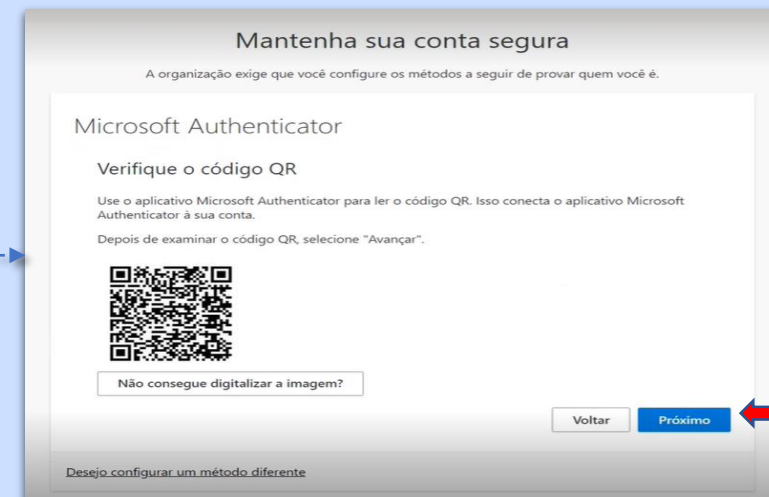 Mantenha sua conta segura
A organização exige que você configure os métodos a seguir de provar quem você é.
Microsoft Authenticator
Verifique o código QR
Use o aplicativo Microsoft Authenticator para ler o código QR. Isso conecta o aplicativo Microsoft
Authenticator à sua conta.
Depois de examinar o código QR, selecione "Avançar".
Não consegue digitalizar a imagem?
Voltar
Próximo
Desejo configurar um método diferente